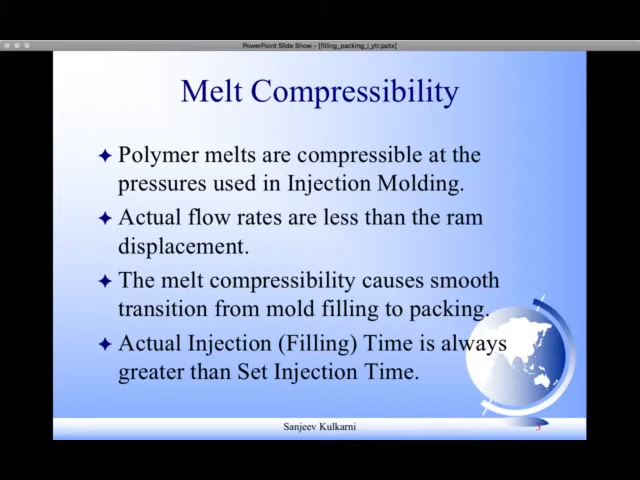 PowerPoint Slide Show - [filling_packing_i_ytr.pptx]
Melt Compressibility
Polymer melts are compressible at the
pressures used in Injection Molding.
Actual flow rates are less than the ram
displacement.
The melt compressibility causes smooth
transition from mold filling to packing.
Actual Injection (Filling) Time is always
greater than Set Injection Time.
Sanjeev Kulkarni
3